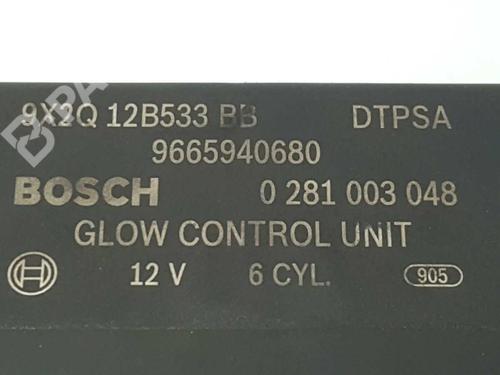 9X2Q 12B533 BB DTPSA
9665940680
BOSCH 0 281 003 048
GLOW CONTROL UNIT
12 V 6 CYL. 905